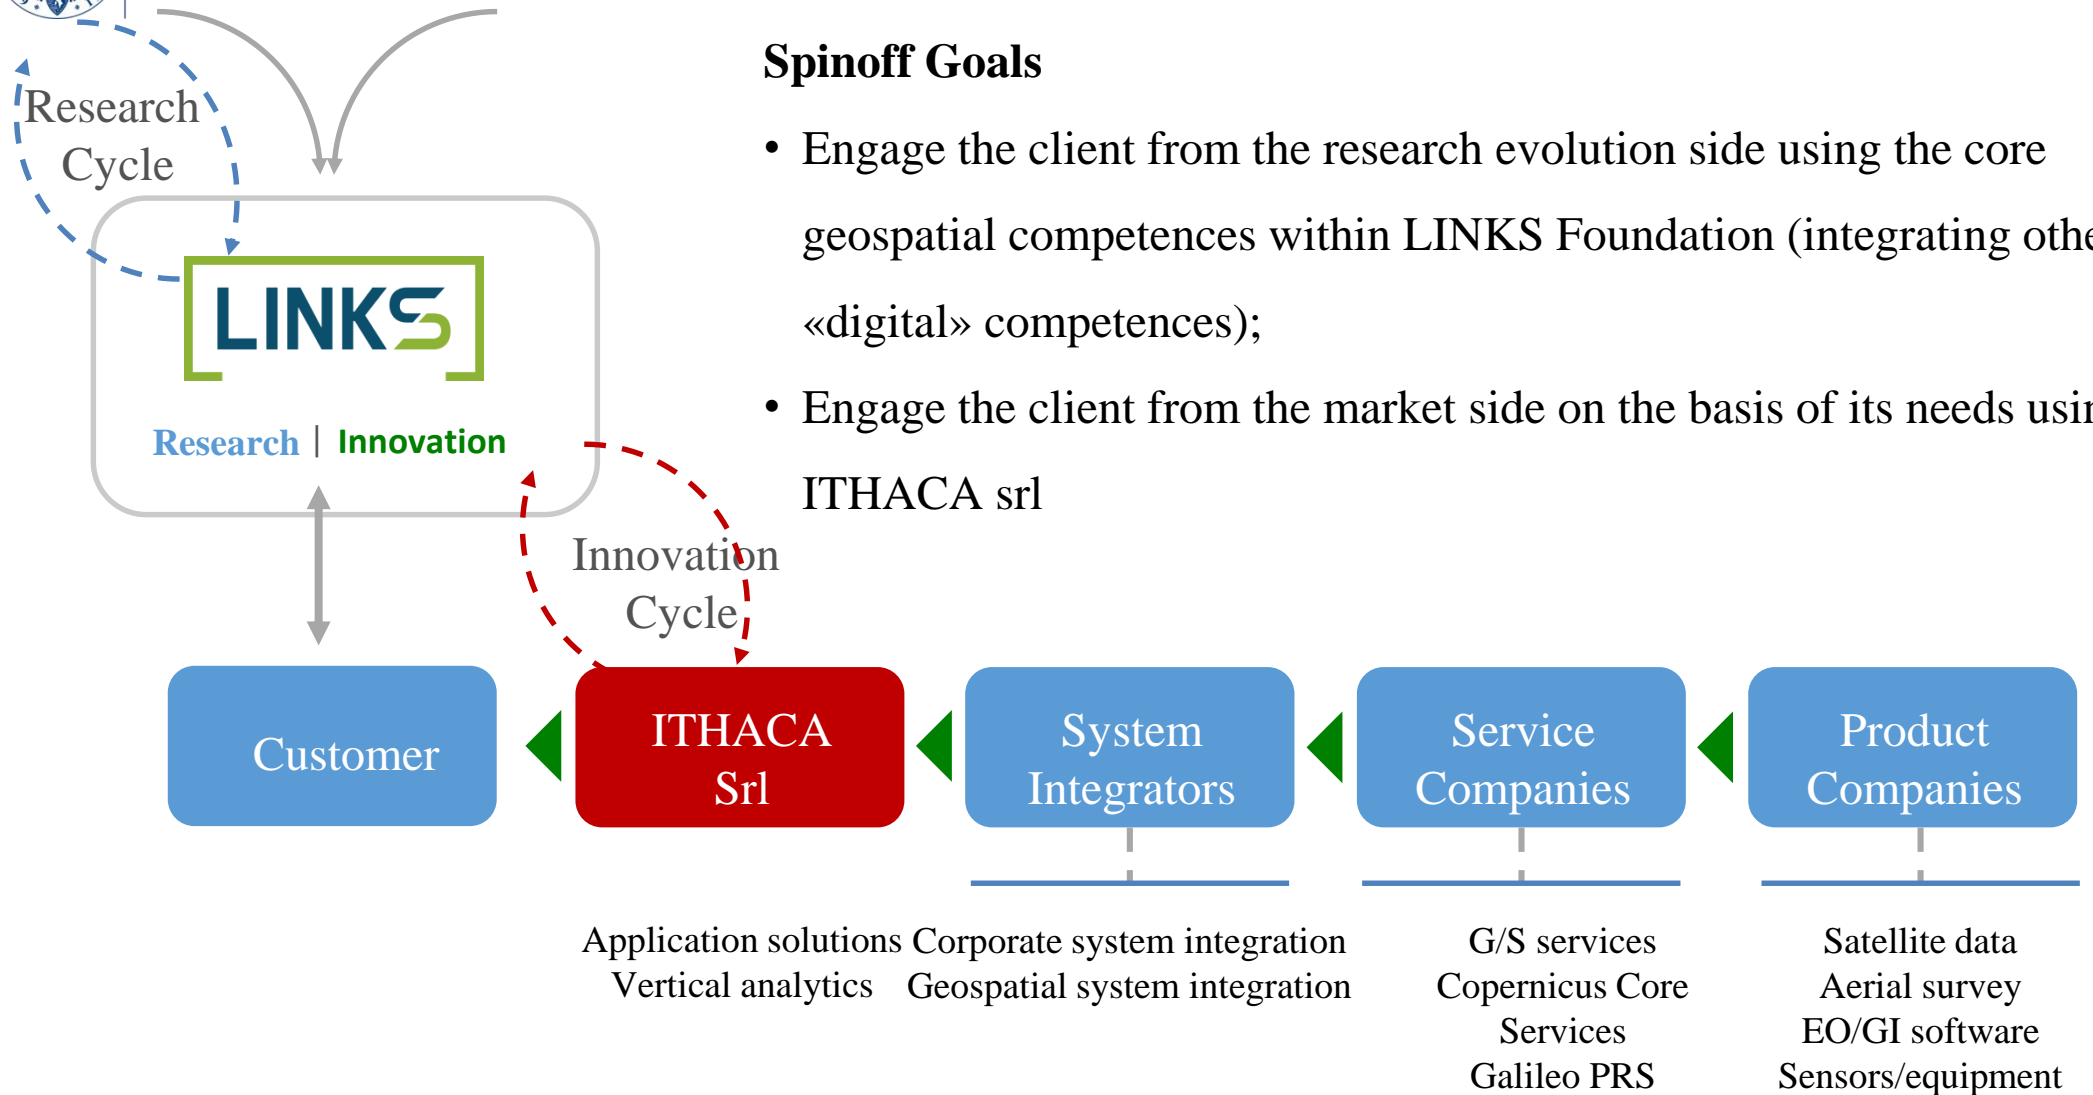 Spinoff Goals
Research
Cycle
• Engage the client from the research evolution side using the core
geospatial competences within LINKS Foundation (integrating
«digital» competences);
LINKS
• Engage the client from the market side on the basis of its needs
ITHACA srl
Research | Innovation
Innovation
Cycle
Customer
ITHACA
Srl
System
Integrators
Service
Companies
Product
Companies
Application solutions
Vertical analytics
Corporate system integration
Geospatial system integration
G/S services
Copernicus Core
Services
Galileo PRS
Satellite data
Aerial survey
EO/GI software
Sensors/equipment